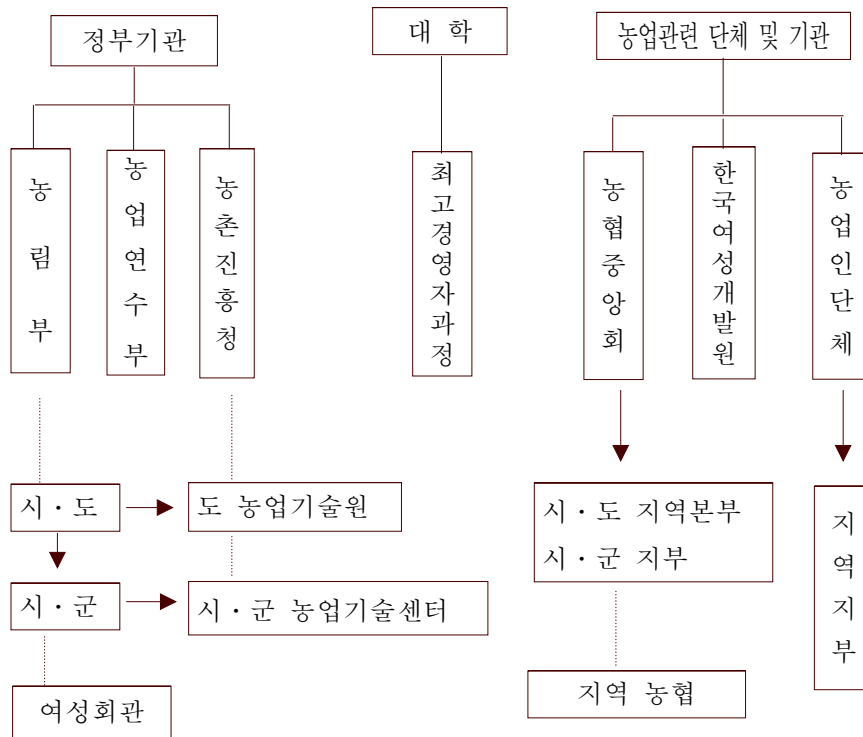 정부기관
대 학
농업관련 단체 및 기관
농림부
농업연수부
농촌진흥청
최고경영자과정
농협중앙회
한국여성개발원
농업인단체
시·도
도 농업기술원
시·도 지역본부
시·군 지부
지역지부
시·군
시·군 농업기술센터
여성회관
지역 농협